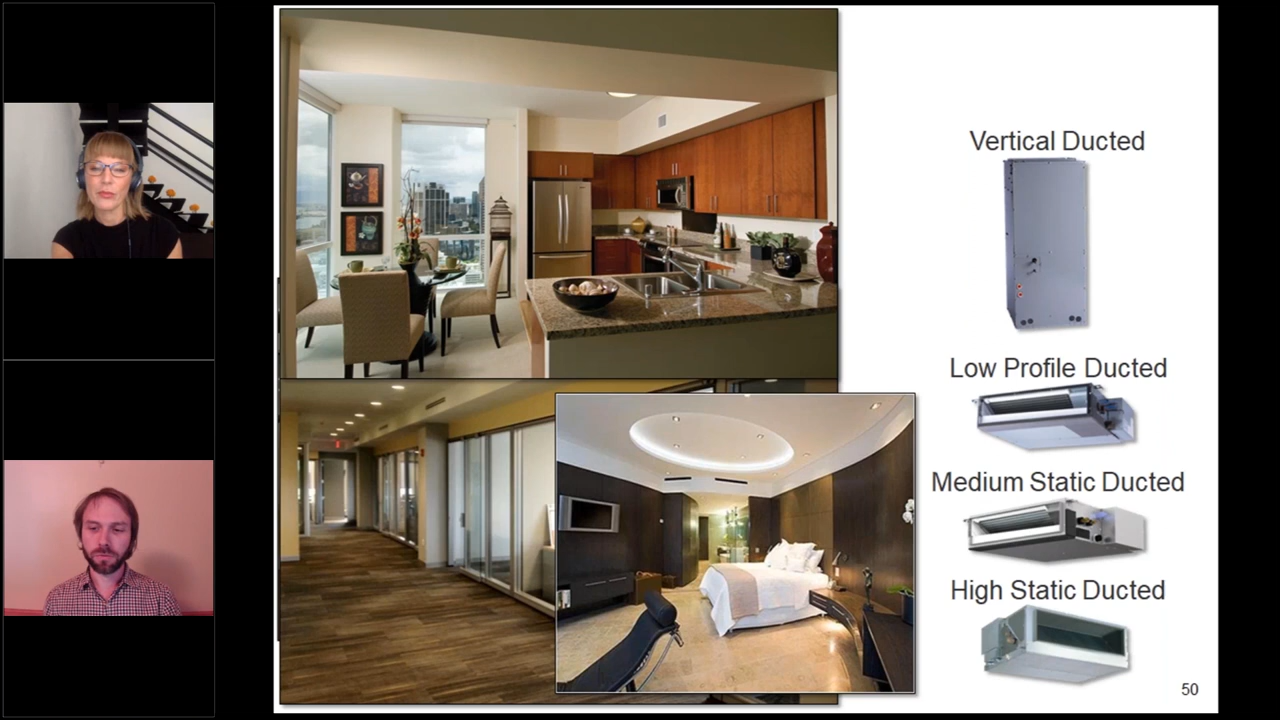 Vertical Ducted
Low Profile Ducted
Medium Static Ducted
High Static Ducted
50